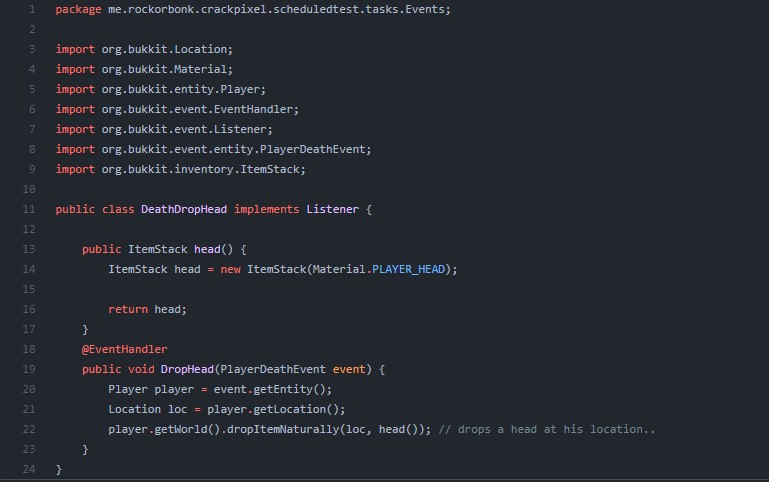 1 package me.rockorbonk.crackpixel.scheduledtest.tasks.Events;
2
3 import org.bukkit.Location;
4 import org.bukkit.Material;
5 import org.bukkit.entity.Player;
6 import org.bukkit.event.EventHandler;
7 import org.bukkit.event.Listener;
8 import org.bukkit.event.entity.PlayerDeathEvent;
9 import org.bukkit.inventory.ItemStack;
10
11 public class DeathDropHead implements Listener {
12
13     public ItemStack head() {
14         ItemStack head = new ItemStack(Material.PLAYER_HEAD);
15
16         return head;
17     }
18     @EventHandler
19     public void DropHead(PlayerDeathEvent event) {
20         Player player = event.getEntity();
21         Location loc = player.getLocation();
22         player.getWorld().dropItemNaturally(loc, head()); // drops a head at his location..
23     }
24 }